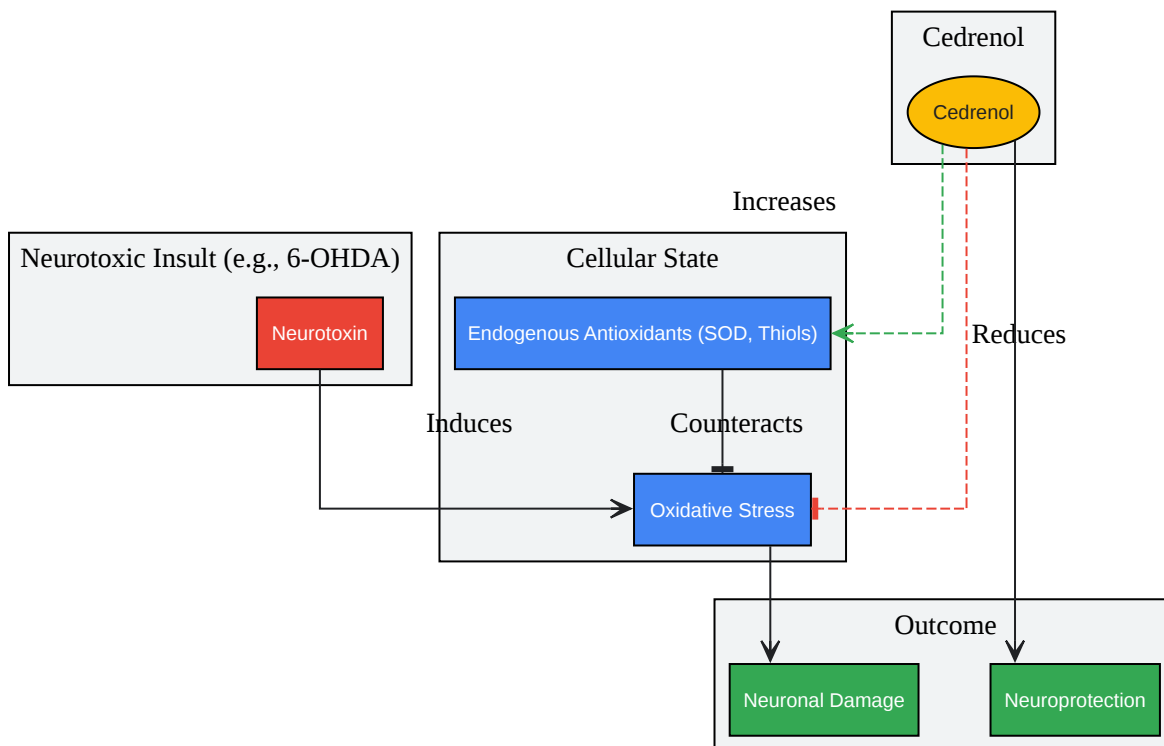 Cedrenol
Cedrenol
Increases
Neurotoxic Insult (e.g., 6-OHDA)
Cellular State
Neurotoxin
Endogenous Antioxidants (SOD, Thiols)
Reduces
Induces
Counteracts
Oxidative Stress
Outcome
Neuronal Damage
Neuroprotection